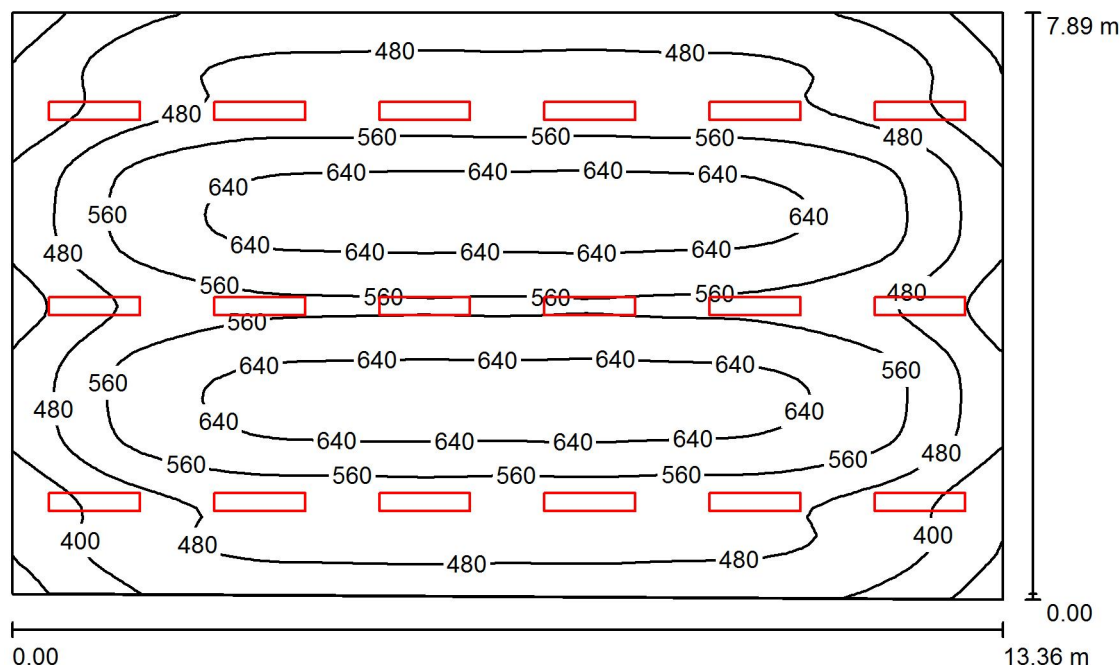 7.89 m
480 480
480 560 560 560 480
640 640 640 640
640
560 640
480 640 640 640 640 640
560 560 560 560 480
560
640 640 640 640 640
560 560
480 640 640
640 640 640 640
560 560 560 560 560 480
400 480 480 480 400
0.00
0.00 13.36 m